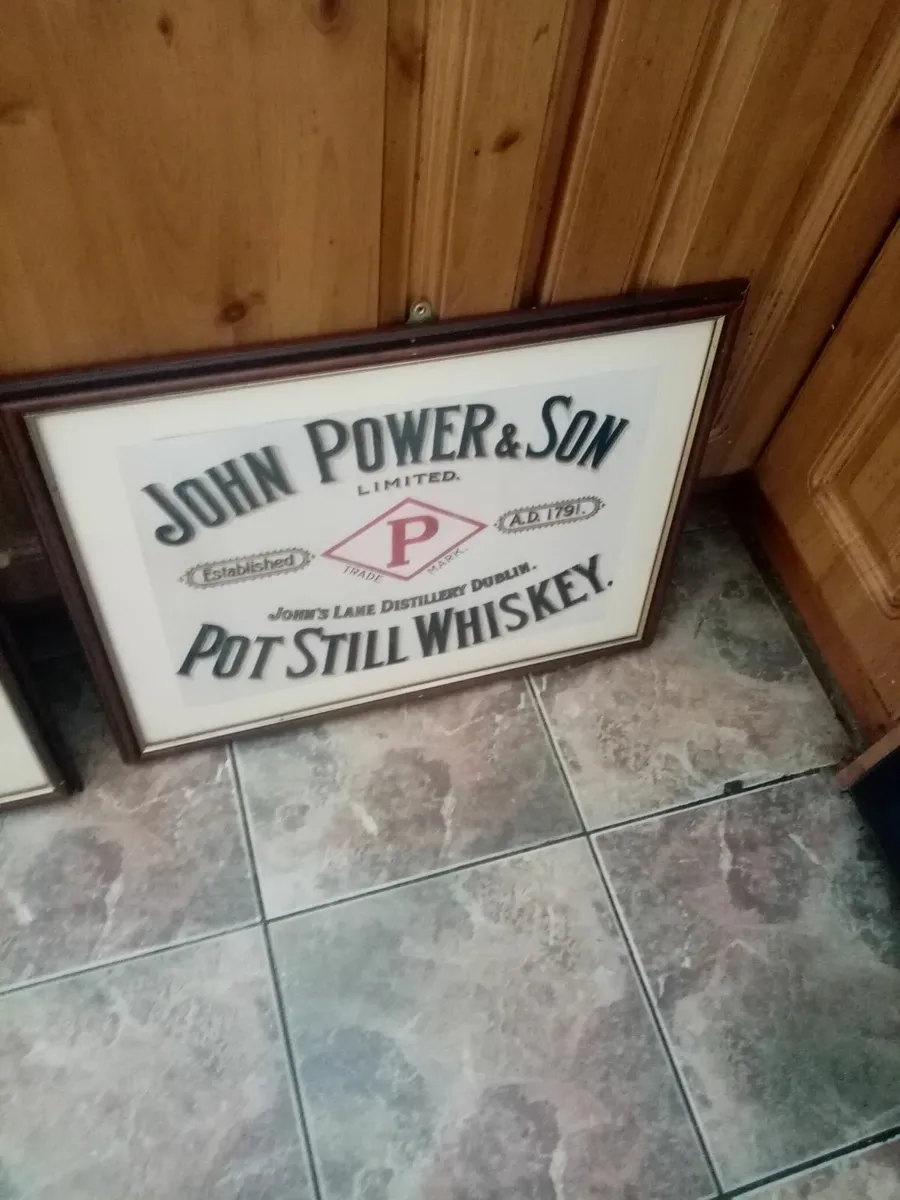 JOHN POWER & SON
LIMITED.
Established P A.D. 1791.
TRADE MARK.
JOHN'S LANE DISTILLERY DUBLIN.
POT STILL WHISKEY.